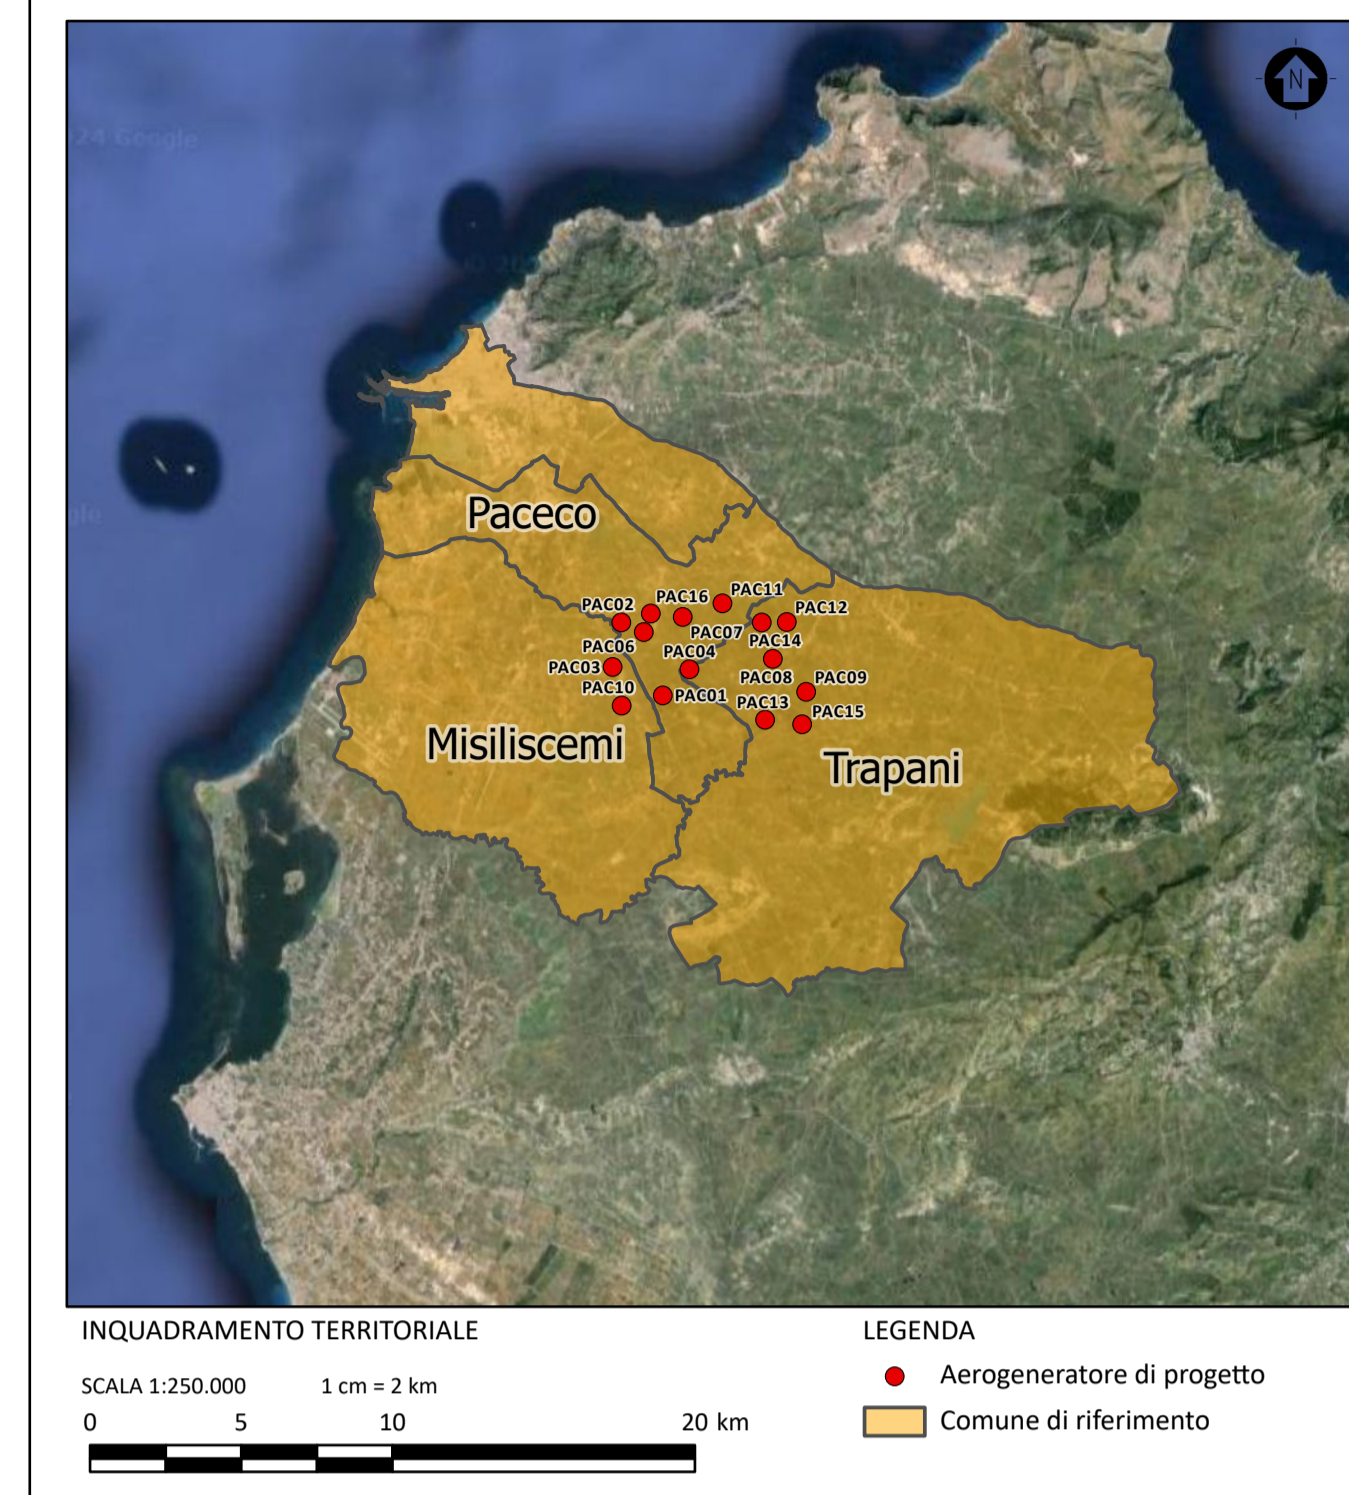 24 Google
N
Paceco
PAC11
PAC16
PAC02
PAC12
PAC07
PAC14
PAC06
PAC04
PAC03
PAC08
PAC09
PAC10
PAC01
PAC13
PAC15
Misiliscemi
Trapani
INQUADRAMENTO TERRITORIALE
SCALA 1:250.000 1 cm = 2 km
0 5 10 20 km
LEGENDA
Aerogeneratore di progetto
Comune di riferimento